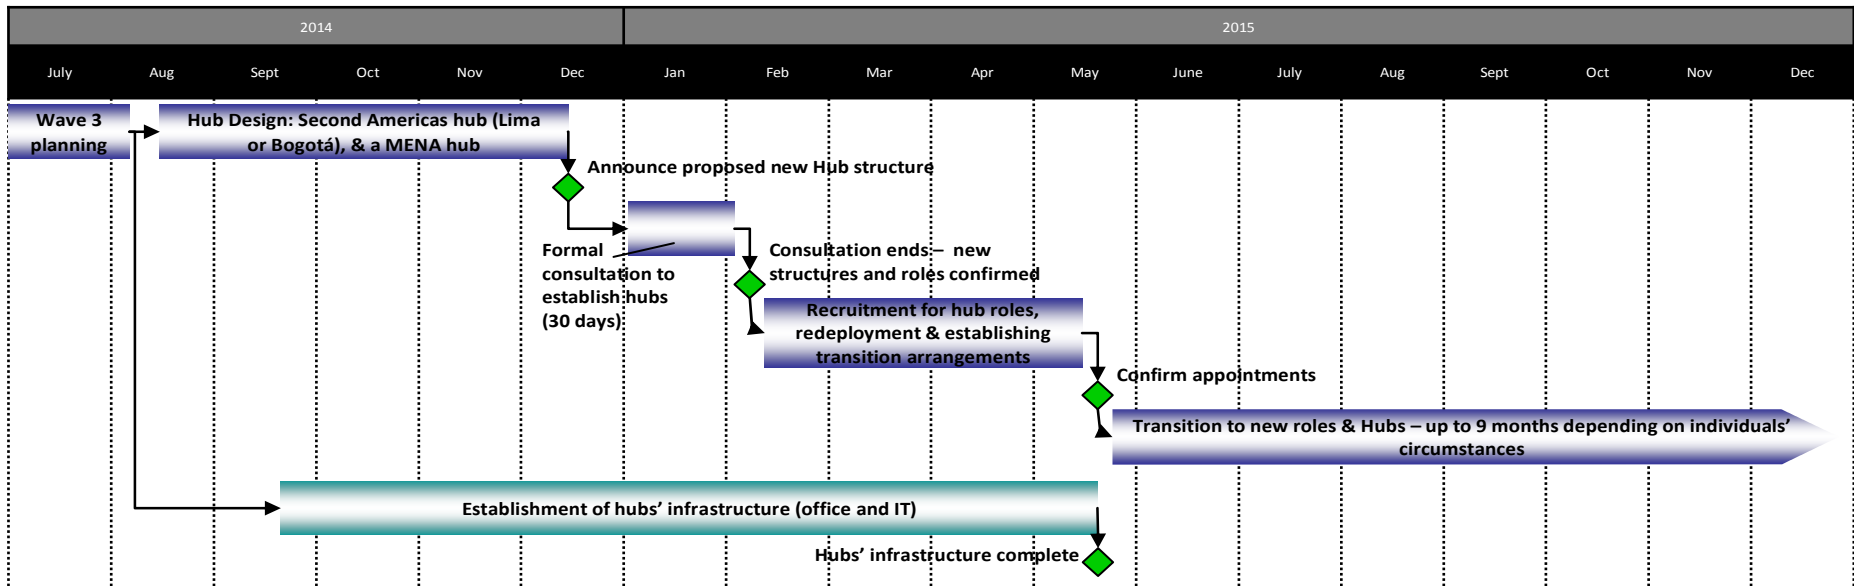 2014
2015
July
Aug
Sept
Oct
Nov
Dec
Jan
Feb
Mar
Apr
May
June
July
Aug
Sept
Oct
Nov
Dec
Wave 3
planning
Hub Design: Second Americas hub (Lima
or Bogotá), & a MENA hub
Announce proposed new Hub structure
Formal
consultation to
establish hubs
(30 days)
Consultation ends – new
structures and roles confirmed
Recruitment for hub roles,
redeployment & establishing
transition arrangements
Confirm appointments
Transition to new roles & Hubs – up to 9 months depending on individuals’
circumstances
Establishment of hubs’ infrastructure (office and IT)
Hubs’ infrastructure complete